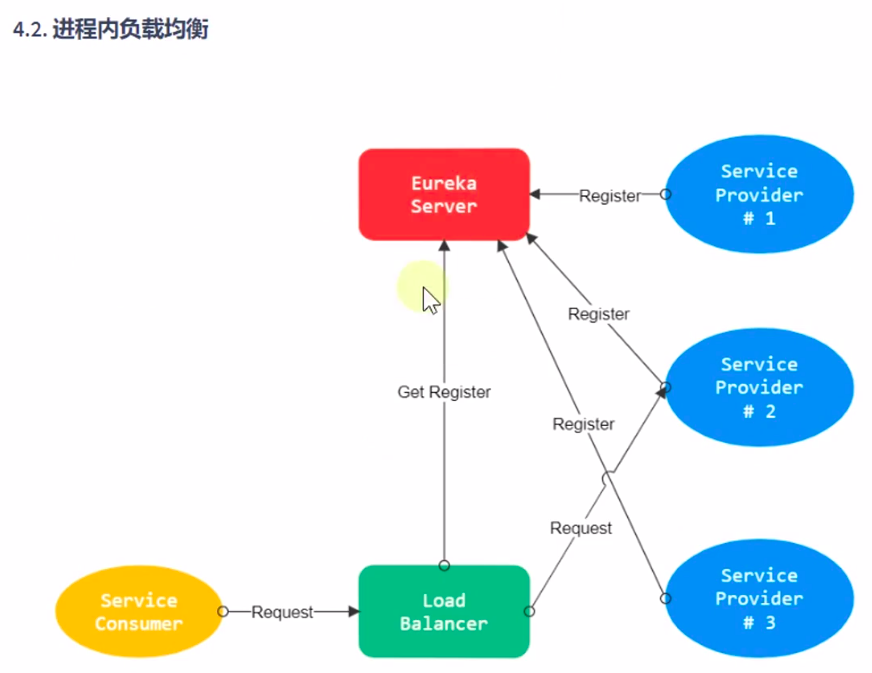 4.2. 进程内负载均衡
Eureka
Server
Register
Service
Provider
# 1
Register
Service
Provider
# 2
Get Register
Register
Request
Service
Consumer
Request
Load
Balancer
Service
Provider
# 3